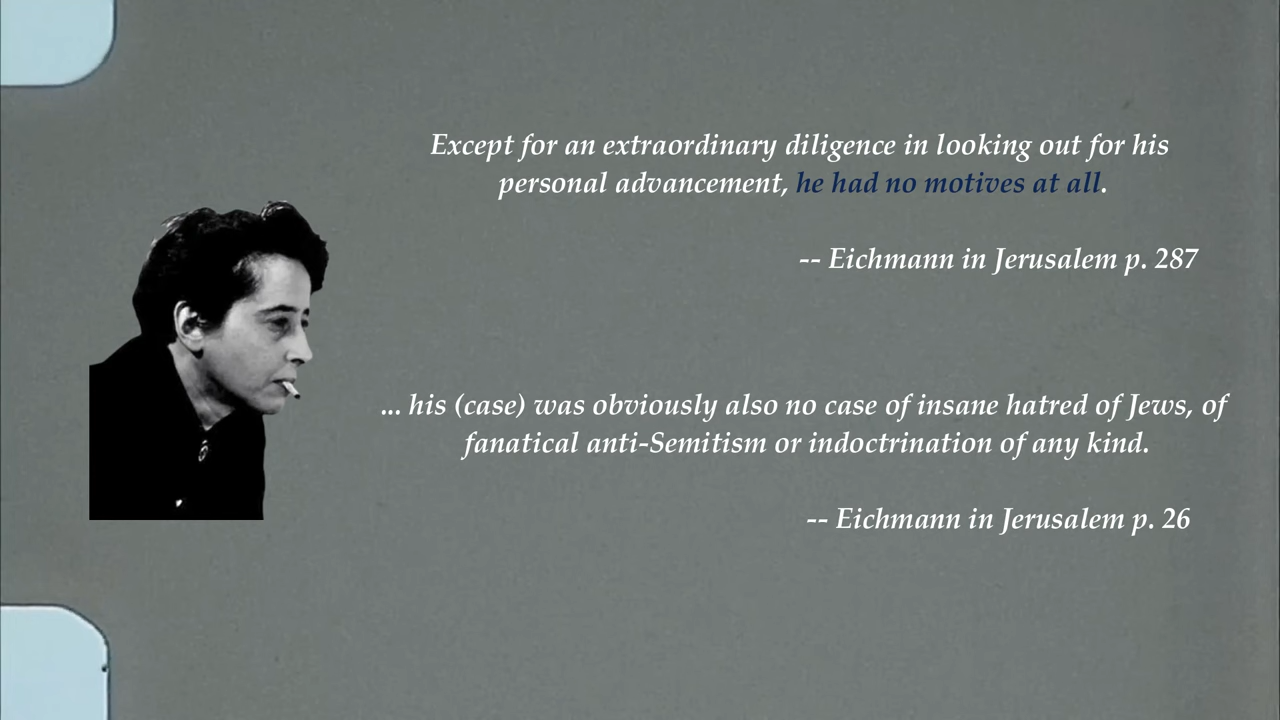 Except for an extraordinary diligence in looking out for his
personal advancement, he had no motives at all.
-- Eichmann in Jerusalem p. 287
... his (case) was obviously also no case of insane hatred of Jews, of
fanatical anti-Semitism or indoctrination of any kind.
-- Eichmann in Jerusalem p. 26